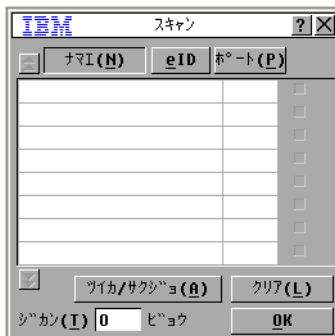 IBM スキャン ?
ナマエ(N) eID ポート(P)
ツイカ/サクジョ(A) クリア(L)
ジカン(T) 0 ビョウ OK